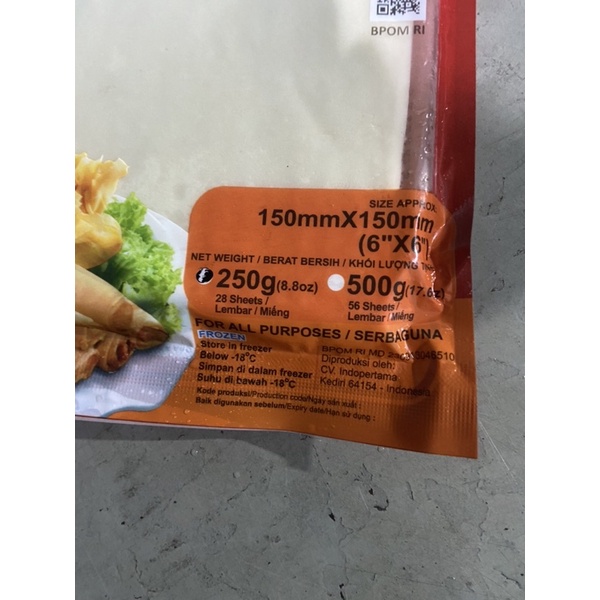 BPOM RI
SIZE APPROX.
150mmX150mm
(6"X6")
NET WEIGHT / BERAT BERSIH / KHỐI LƯỢNG
250g(8.8oz)
28 Sheets /
Lembar / Miếng
500g(17.6oz)
56 Sheets /
Lembar / Miếng
FOR ALL PURPOSES / SERBAGUNA
FROZEN
Store in freezer
Below -18°C
Simpan di dalam freezer
Suhu di bawah -18°C
BPOM RI MD
Diproduksi oleh:
CV. Indopertama
Kediri 64154 - Indonesia
Kode produksi/Production code/Ngày sản xuất :
Baik digunakan sebelum/Expiry date/Hạn sử dụng :